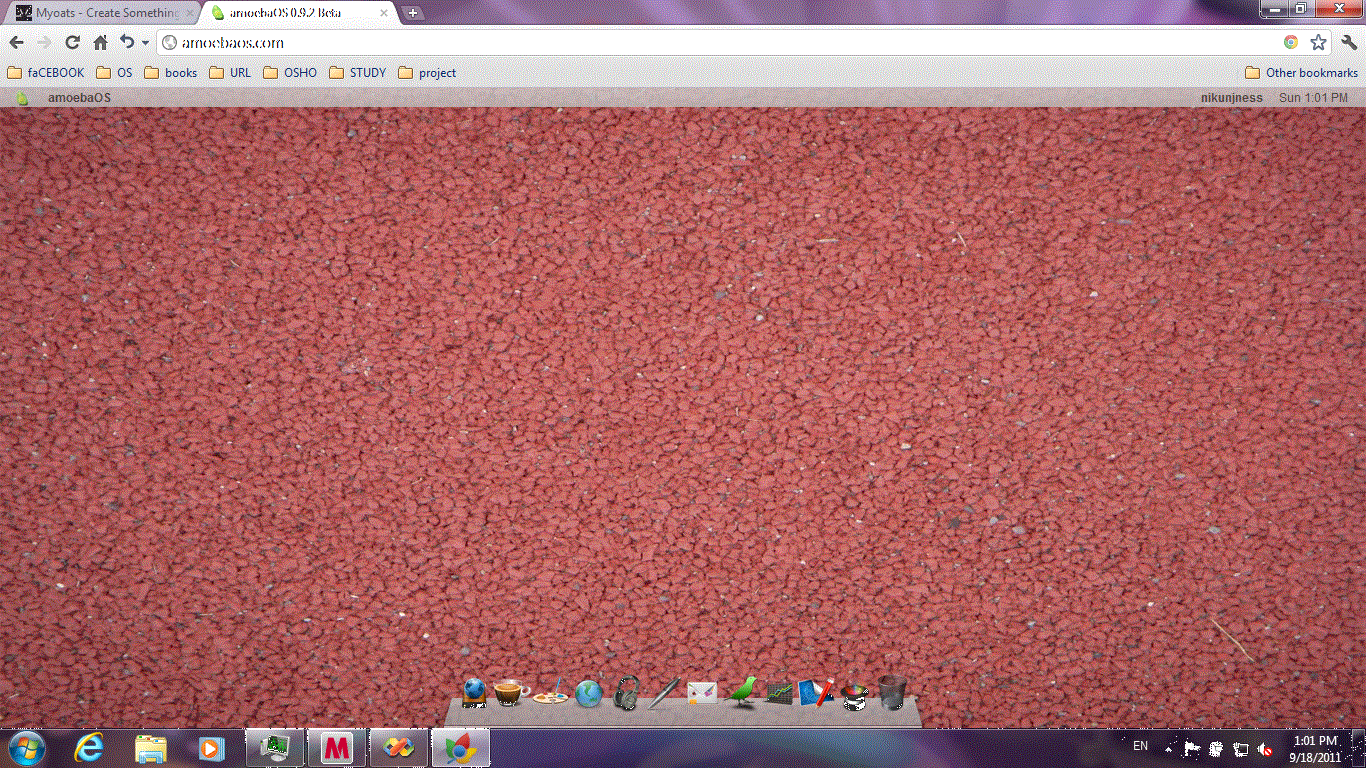 Myoats - Create Something
amoebaOS 0.9.2 Beta
amoebaos.com
faCEBOOK OS books URL OSHO STUDY project Other bookmarks
amoebaOS nikunjness Sun 1:01 PM
EN 1:01 PM
9/18/2011